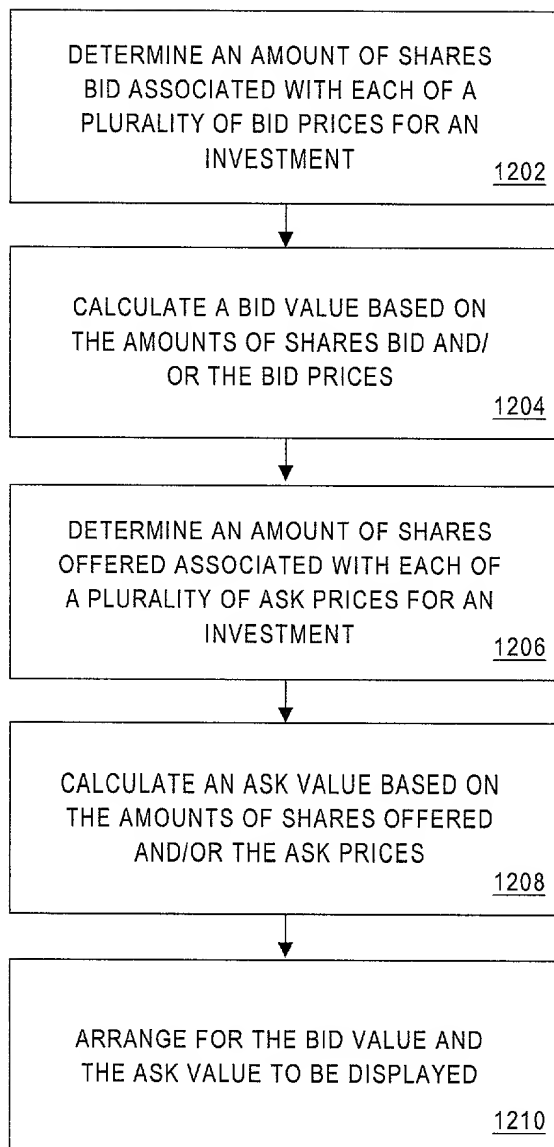 DETERMINE AN AMOUNT OF SHARES
BID ASSOCIATED WITH EACH OF A
PLURALITY OF BID PRICES FOR AN
INVESTMENT
1202
CALCULATE A BID VALUE BASED ON
THE AMOUNTS OF SHARES BID AND/
OR THE BID PRICES
1204
DETERMINE AN AMOUNT OF SHARES
OFFERED ASSOCIATED WITH EACH OF
A PLURALITY OF ASK PRICES FOR AN
INVESTMENT
1206
CALCULATE AN ASK VALUE BASED ON
THE AMOUNTS OF SHARES OFFERED
AND/OR THE ASK PRICES
1208
ARRANGE FOR THE BID VALUE AND
THE ASK VALUE TO BE DISPLAYED
1210